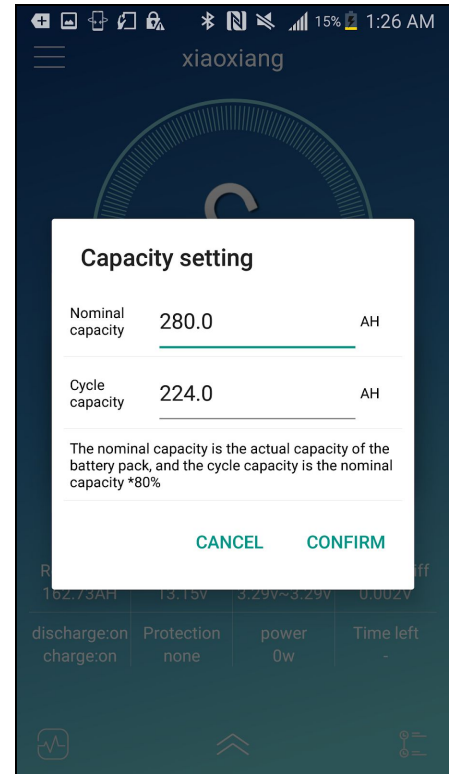 15% 1:26 AM
xiaoxiang
Capacity setting
Nominal
capacity
280.0
AH
Cycle
capacity
224.0
AH
The nominal capacity is the actual capacity of the
battery pack, and the cycle capacity is the nominal
capacity *80%
CANCEL CONFIRM
162.73AH 13.15v 3.29v~3.29v 0.002v
discharge:on Protection power Time left
charge:on none 0w -